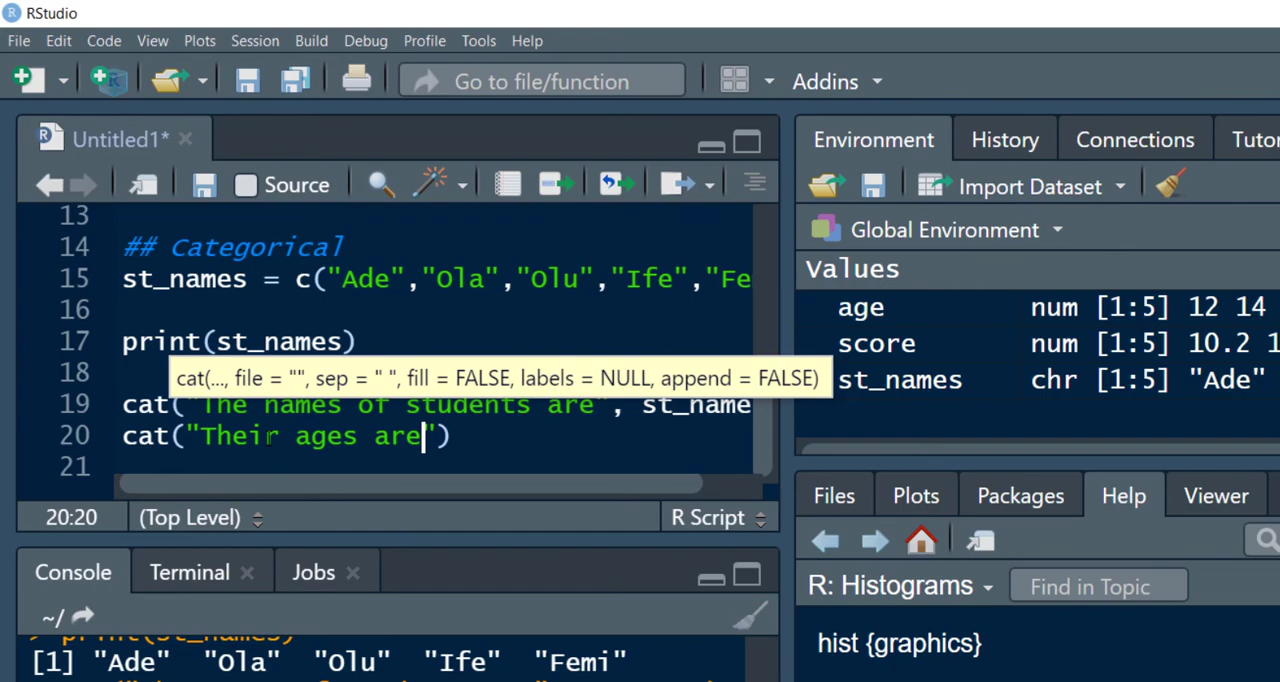 RStudio
File Edit Code View Plots Session Build Debug Profile Tools Help
Go to file/function Addins
Untitled1*
Source
13
14 ## Categorical
15 st_names = c("Ade","Ola","Olu","Ife","Fe
16
17 print(st_names)
18
cat(..., file = "", sep = " ", fill = FALSE, labels = NULL, append = FALSE)
19 cat("The names of students are", st_name
20 cat("Their ages are")
21
20:20 (Top Level) R Script
Console Terminal Jobs
~/
> print(st_names)
[1] "Ade" "Ola" "Olu" "Ife" "Femi"
Environment History Connections Tutor
Import Dataset
Global Environment
Values
age num [1:5] 12 14
score num [1:5] 10.2 1
st_names chr [1:5] "Ade"
Files Plots Packages Help Viewer
R: Histograms Find in Topic
hist {graphics}